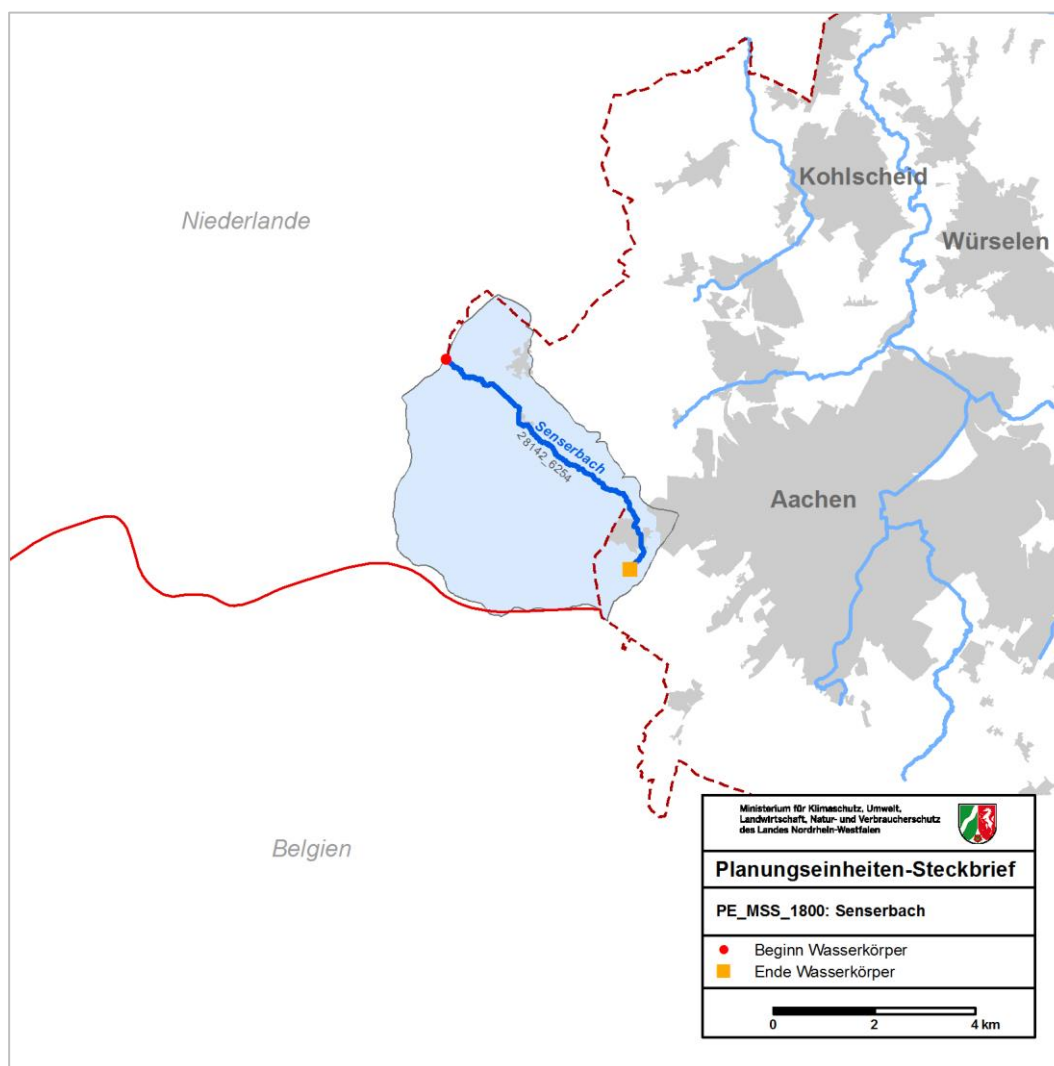 Kohlscheid
Niederlande
Würselen
Senserbach
28142_6254
Aachen
Belgien
Ministerium für Klimaschutz, Umwelt,
Landwirtschaft, Natur- und Verbraucherschutz
des Landes Nordrhein-Westfalen
Planungseinheiten-Steckbrief
PE_MSS_1800: Senserbach
Beginn Wasserkörper
Ende Wasserkörper
0 2 4 km